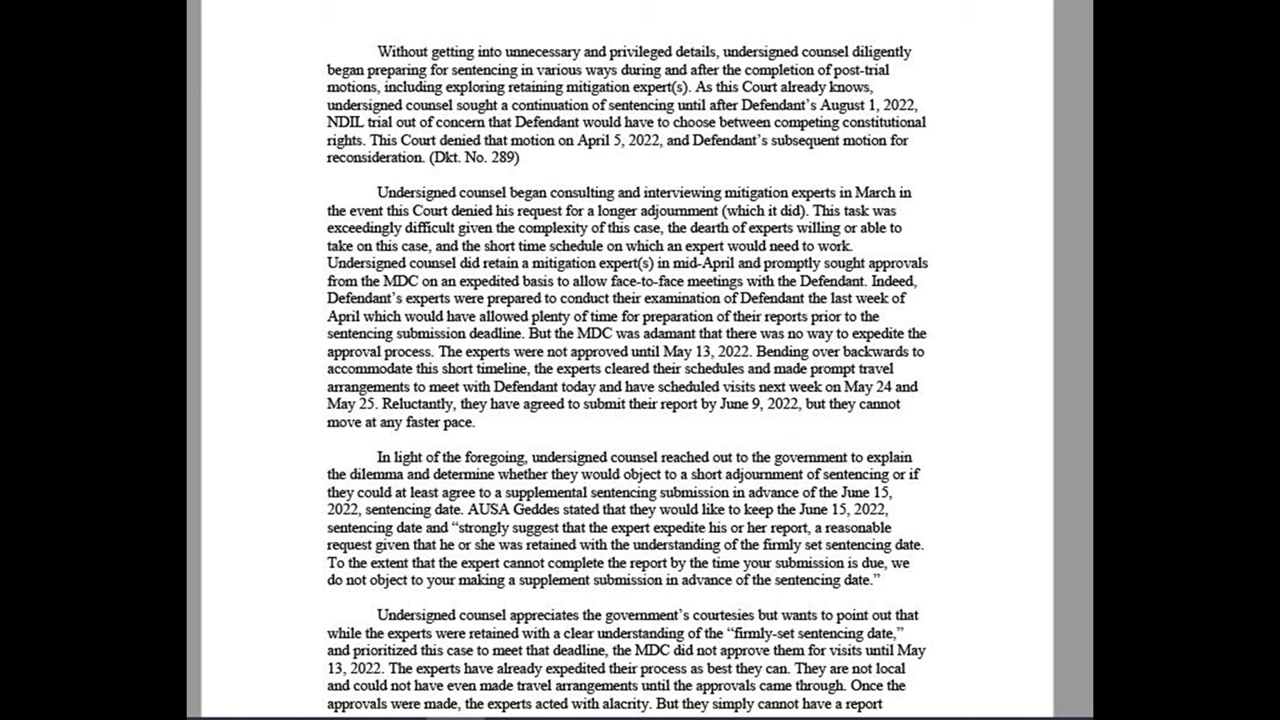 Without getting into unnecessary and privileged details, undersigned counsel diligently
began preparing for sentencing in various ways during and after the completion of post-trial
motions, including exploring retaining mitigation expert(s). As this Court already knows,
undersigned counsel sought a continuation of sentencing until after Defendant's August 1, 2022,
NDIL trial out of concern that Defendant would have to choose between competing constitutional
rights. This Court denied that motion on April 5, 2022, and Defendant's subsequent motion for
reconsideration. (Dkt. No. 289)
Undersigned counsel began consulting and interviewing mitigation experts in March in
the event this Court denied his request for a longer adjournment (which it did). This task was
exceedingly difficult given the complexity of this case, the dearth of experts willing or able to
take on this case, and the short time schedule on which an expert would need to work.
Undersigned counsel did retain a mitigation expert(s) in mid-April and promptly sought approvals
from the MDC on an expedited basis to allow face-to-face meetings with the Defendant. Indeed,
Defendant's experts were prepared to conduct their examination of Defendant the last week of
April which would have allowed plenty of time for preparation of their reports prior to the
sentencing submission deadline. But the MDC was adamant that there was no way to expedite the
approval process. The experts were not approved until May 13, 2022. Bending over backwards to
accommodate this short timeline, the experts cleared their schedules and made prompt travel
arrangements to meet with Defendant today and have scheduled visits next week on May 24 and
May 25. Reluctantly, they have agreed to submit their report by June 9, 2022, but they cannot
move at any faster pace.
In light of the foregoing, undersigned counsel reached out to the government to explain
the dilemma and determine whether they would object to a short adjournment of sentencing or if
they could at least agree to a supplemental sentencing submission in advance of the June 15,
2022, sentencing date. AUSA Geddes stated that they would like to keep the June 15, 2022,
sentencing date and “strongly suggest that the expert expedite his or her report, a reasonable
request given that he or she was retained with the understanding of the firmly set sentencing date.
To the extent that the expert cannot complete the report by the time your submission is due, we
do not object to your making a supplement submission in advance of the sentencing date.”
Undersigned counsel appreciates the government's courtesies but wants to point out that
while the experts were retained with a clear understanding of the “firmly-set sentencing date,”
and prioritized this case to meet that deadline, the MDC did not approve them for visits until May
13, 2022. The experts have already expedited their process as best they can. They are not local
and could not have even made travel arrangements until the approvals came through. Once the
approvals were made, the experts acted with alacrity. But they simply cannot have a report